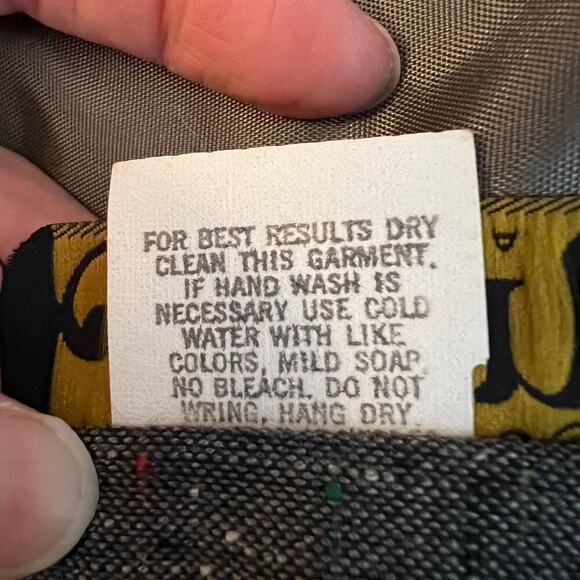 FOR BEST RESULTS DRY
CLEAN THIS GARMENT.
IF HAND WASH IS
NECESSARY USE COLD
WATER WITH LIKE
COLORS, MILD SOAP,
NO BLEACH. DO NOT
WRING, HANG DRY.